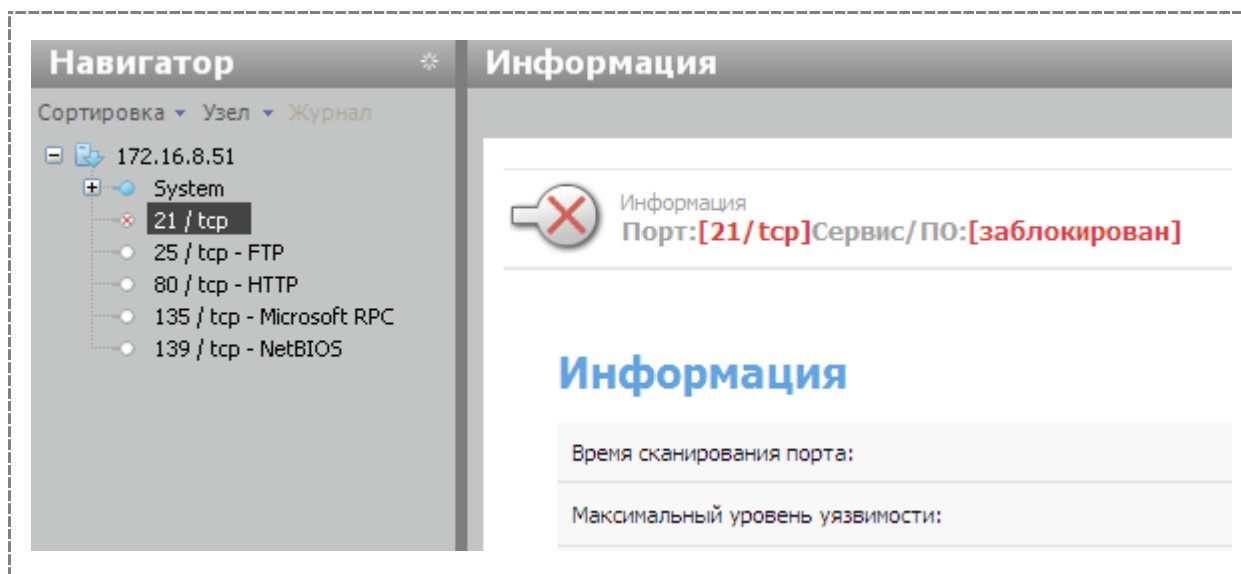 Навигатор
Сортировка Узел Журнал
172.16.8.51
System
21 / tcp
25 / tcp - FTP
80 / tcp - HTTP
135 / tcp - Microsoft RPC
139 / tcp - NetBIOS
Информация
Информация
Порт:[21/tcp]Сервис/ПО:[заблокирован]
Информация
Время сканирования порта:
Максимальный уровень уязвимости: